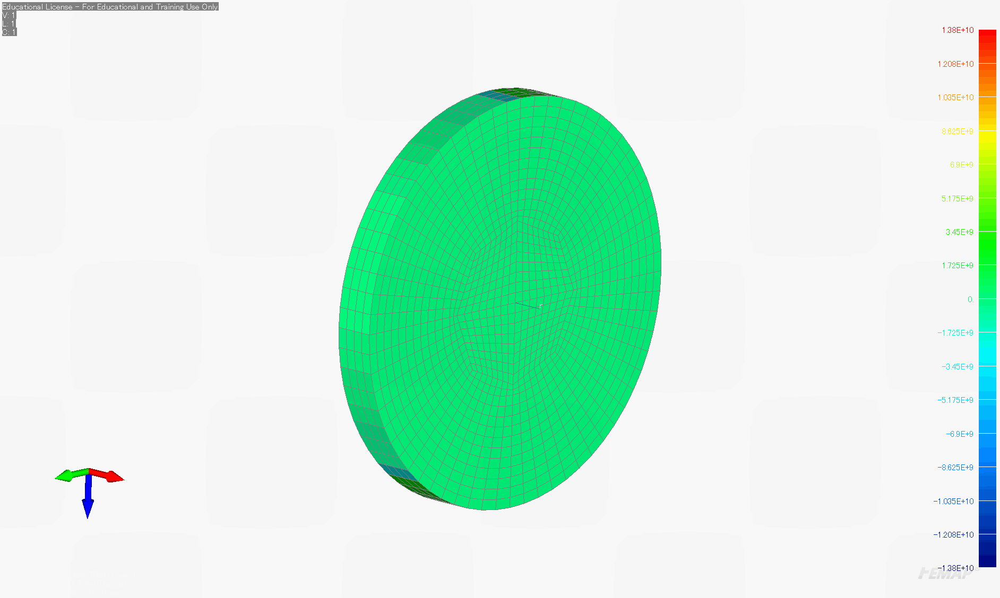 Educational License - For Educational and Training Use Only
V: 1
L: 1
C: 1
1.38E+10
1.208E+10
1.035E+10
8.625E+9
6.9E+9
5.175E+9
3.45E+9
1.725E+9
0.
-1.725E+9
-3.45E+9
-5.175E+9
-6.9E+9
-8.625E+9
-1.035E+10
-1.208E+10
-1.38E+10
FEMAP